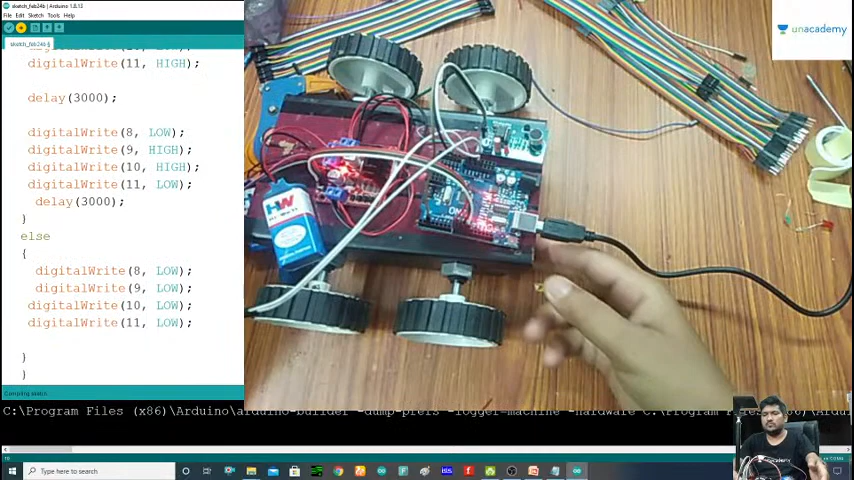 sketch_feb24b | Arduino 1.8.13
File Edit Sketch Tools Help
sketch_feb24b §
digitalWrite(11, HIGH);
delay(3000);
digitalWrite(8, LOW);
digitalWrite(9, HIGH);
digitalWrite(10, HIGH);
digitalWrite(11, LOW);
delay(3000);
}
else
{
digitalWrite(8, LOW);
digitalWrite(9, LOW);
digitalWrite(10, LOW);
digitalWrite(11, LOW);
}
}
Compiling sketch...
C:\Program Files (x86)\Arduino\arduino-builder -dump-prefs -logger=machine -hardware C:\Program Files
unacademy
HW
Type here to search